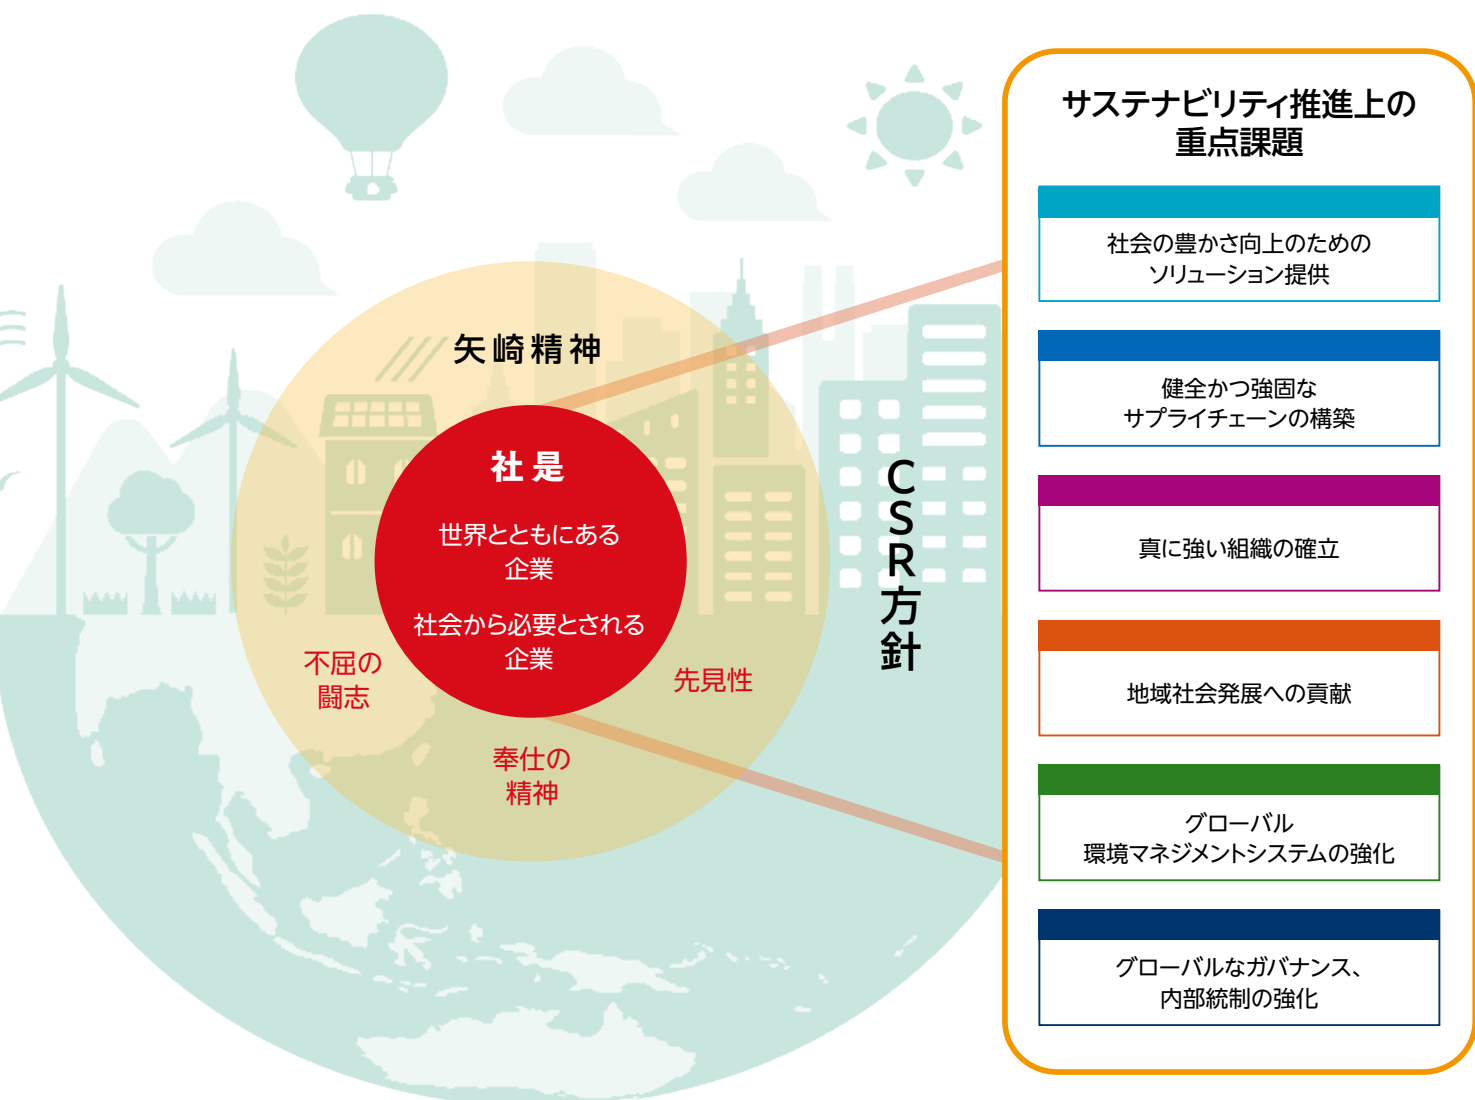 矢崎精神
社是
世界とともにある
企業
社会から必要とされる
企業
不屈の
闘志
奉仕の
精神
先見性
CSR方針
サステナビリティ推進上の
重点課題
社会の豊かさ向上のための
ソリューション提供
健全かつ強固な
サプライチェーンの構築
真に強い組織の確立
地域社会発展への貢献
グローバル
環境マネジメントシステムの強化
グローバルなガバナンス、
内部統制の強化